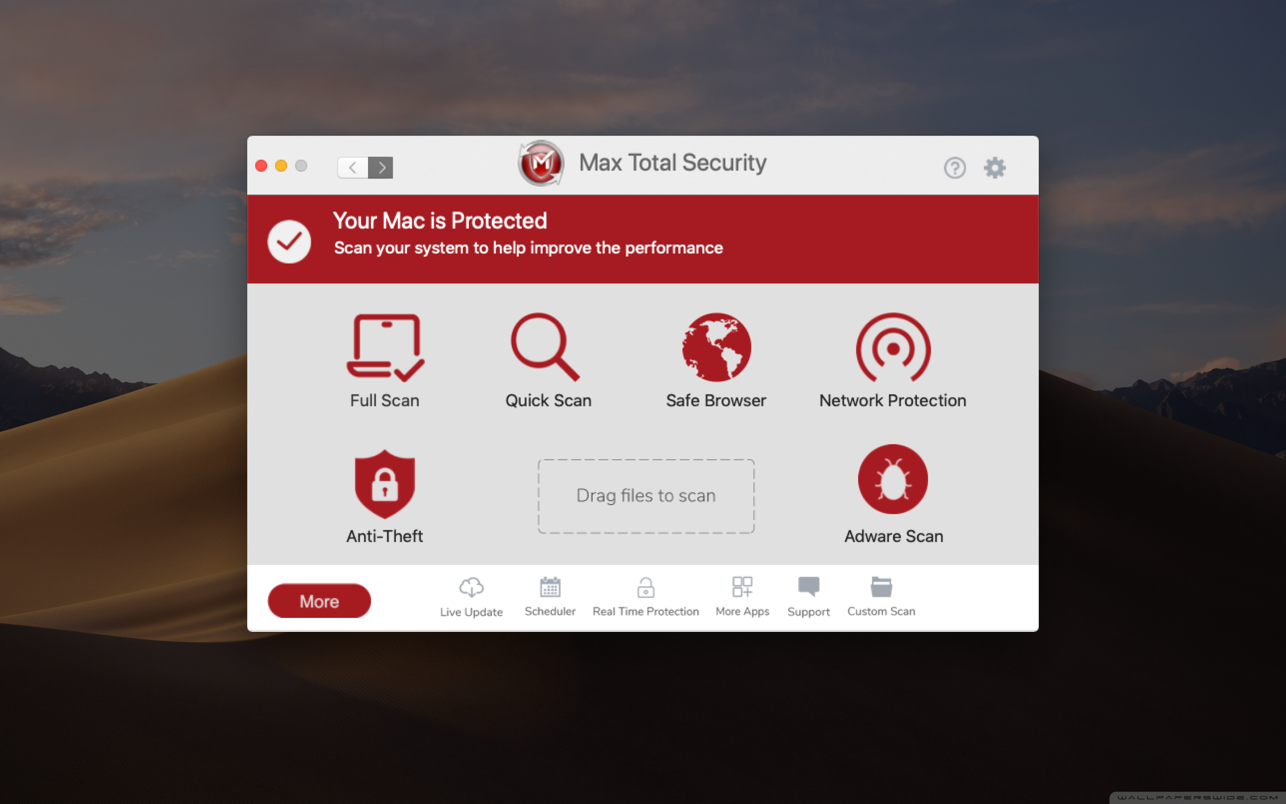 Max Total Security
Your Mac is Protected
Scan your system to help improve the performance
Full Scan
Quick Scan
Safe Browser
Network Protection
Anti-Theft
Drag files to scan
Adware Scan
More
Live Update
Scheduler
Real Time Protection
More Apps
Support
Custom Scan
WALLPAPERSWIDE.COM